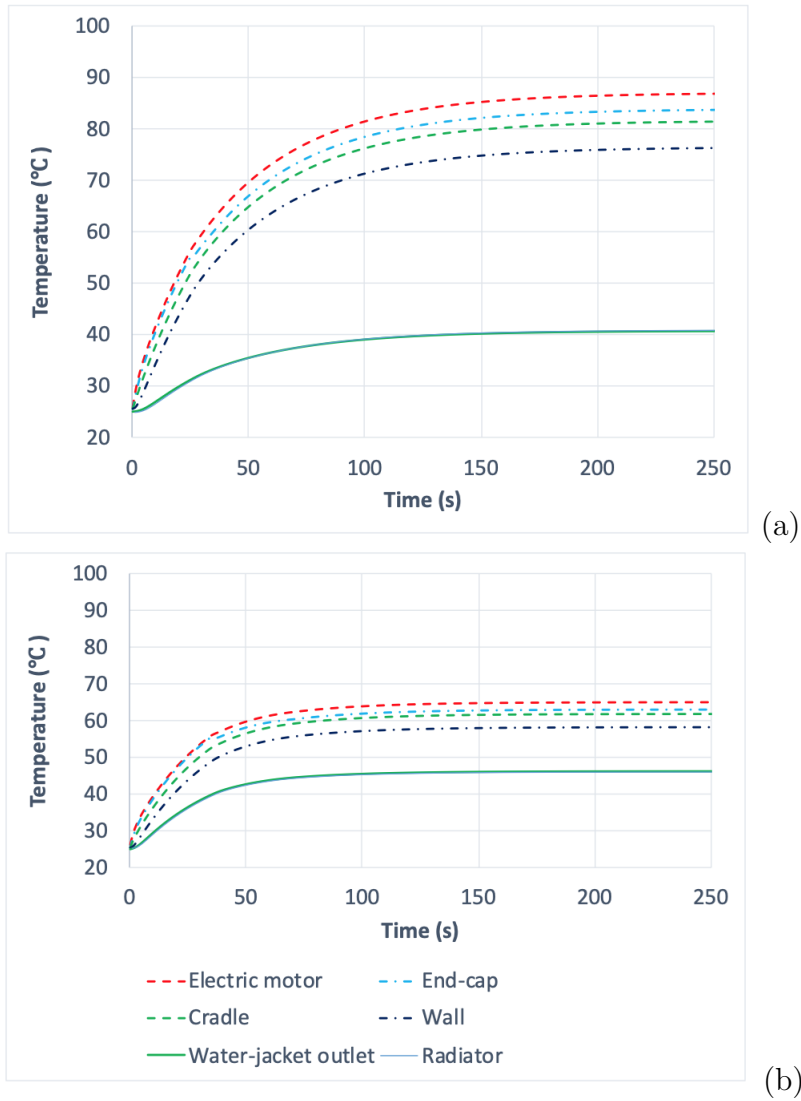 100
90
80
70
60
50
40
30
20
Temperature (°C)
0 50 100 150 200 250
Time (s)
(a)
100
90
80
70
60
50
40
30
20
Temperature (°C )
0 50 100 150 200 250
Time (s)
Electric motor End-cap
Cradle Wall
Water-jacket outlet Radiator
(b)